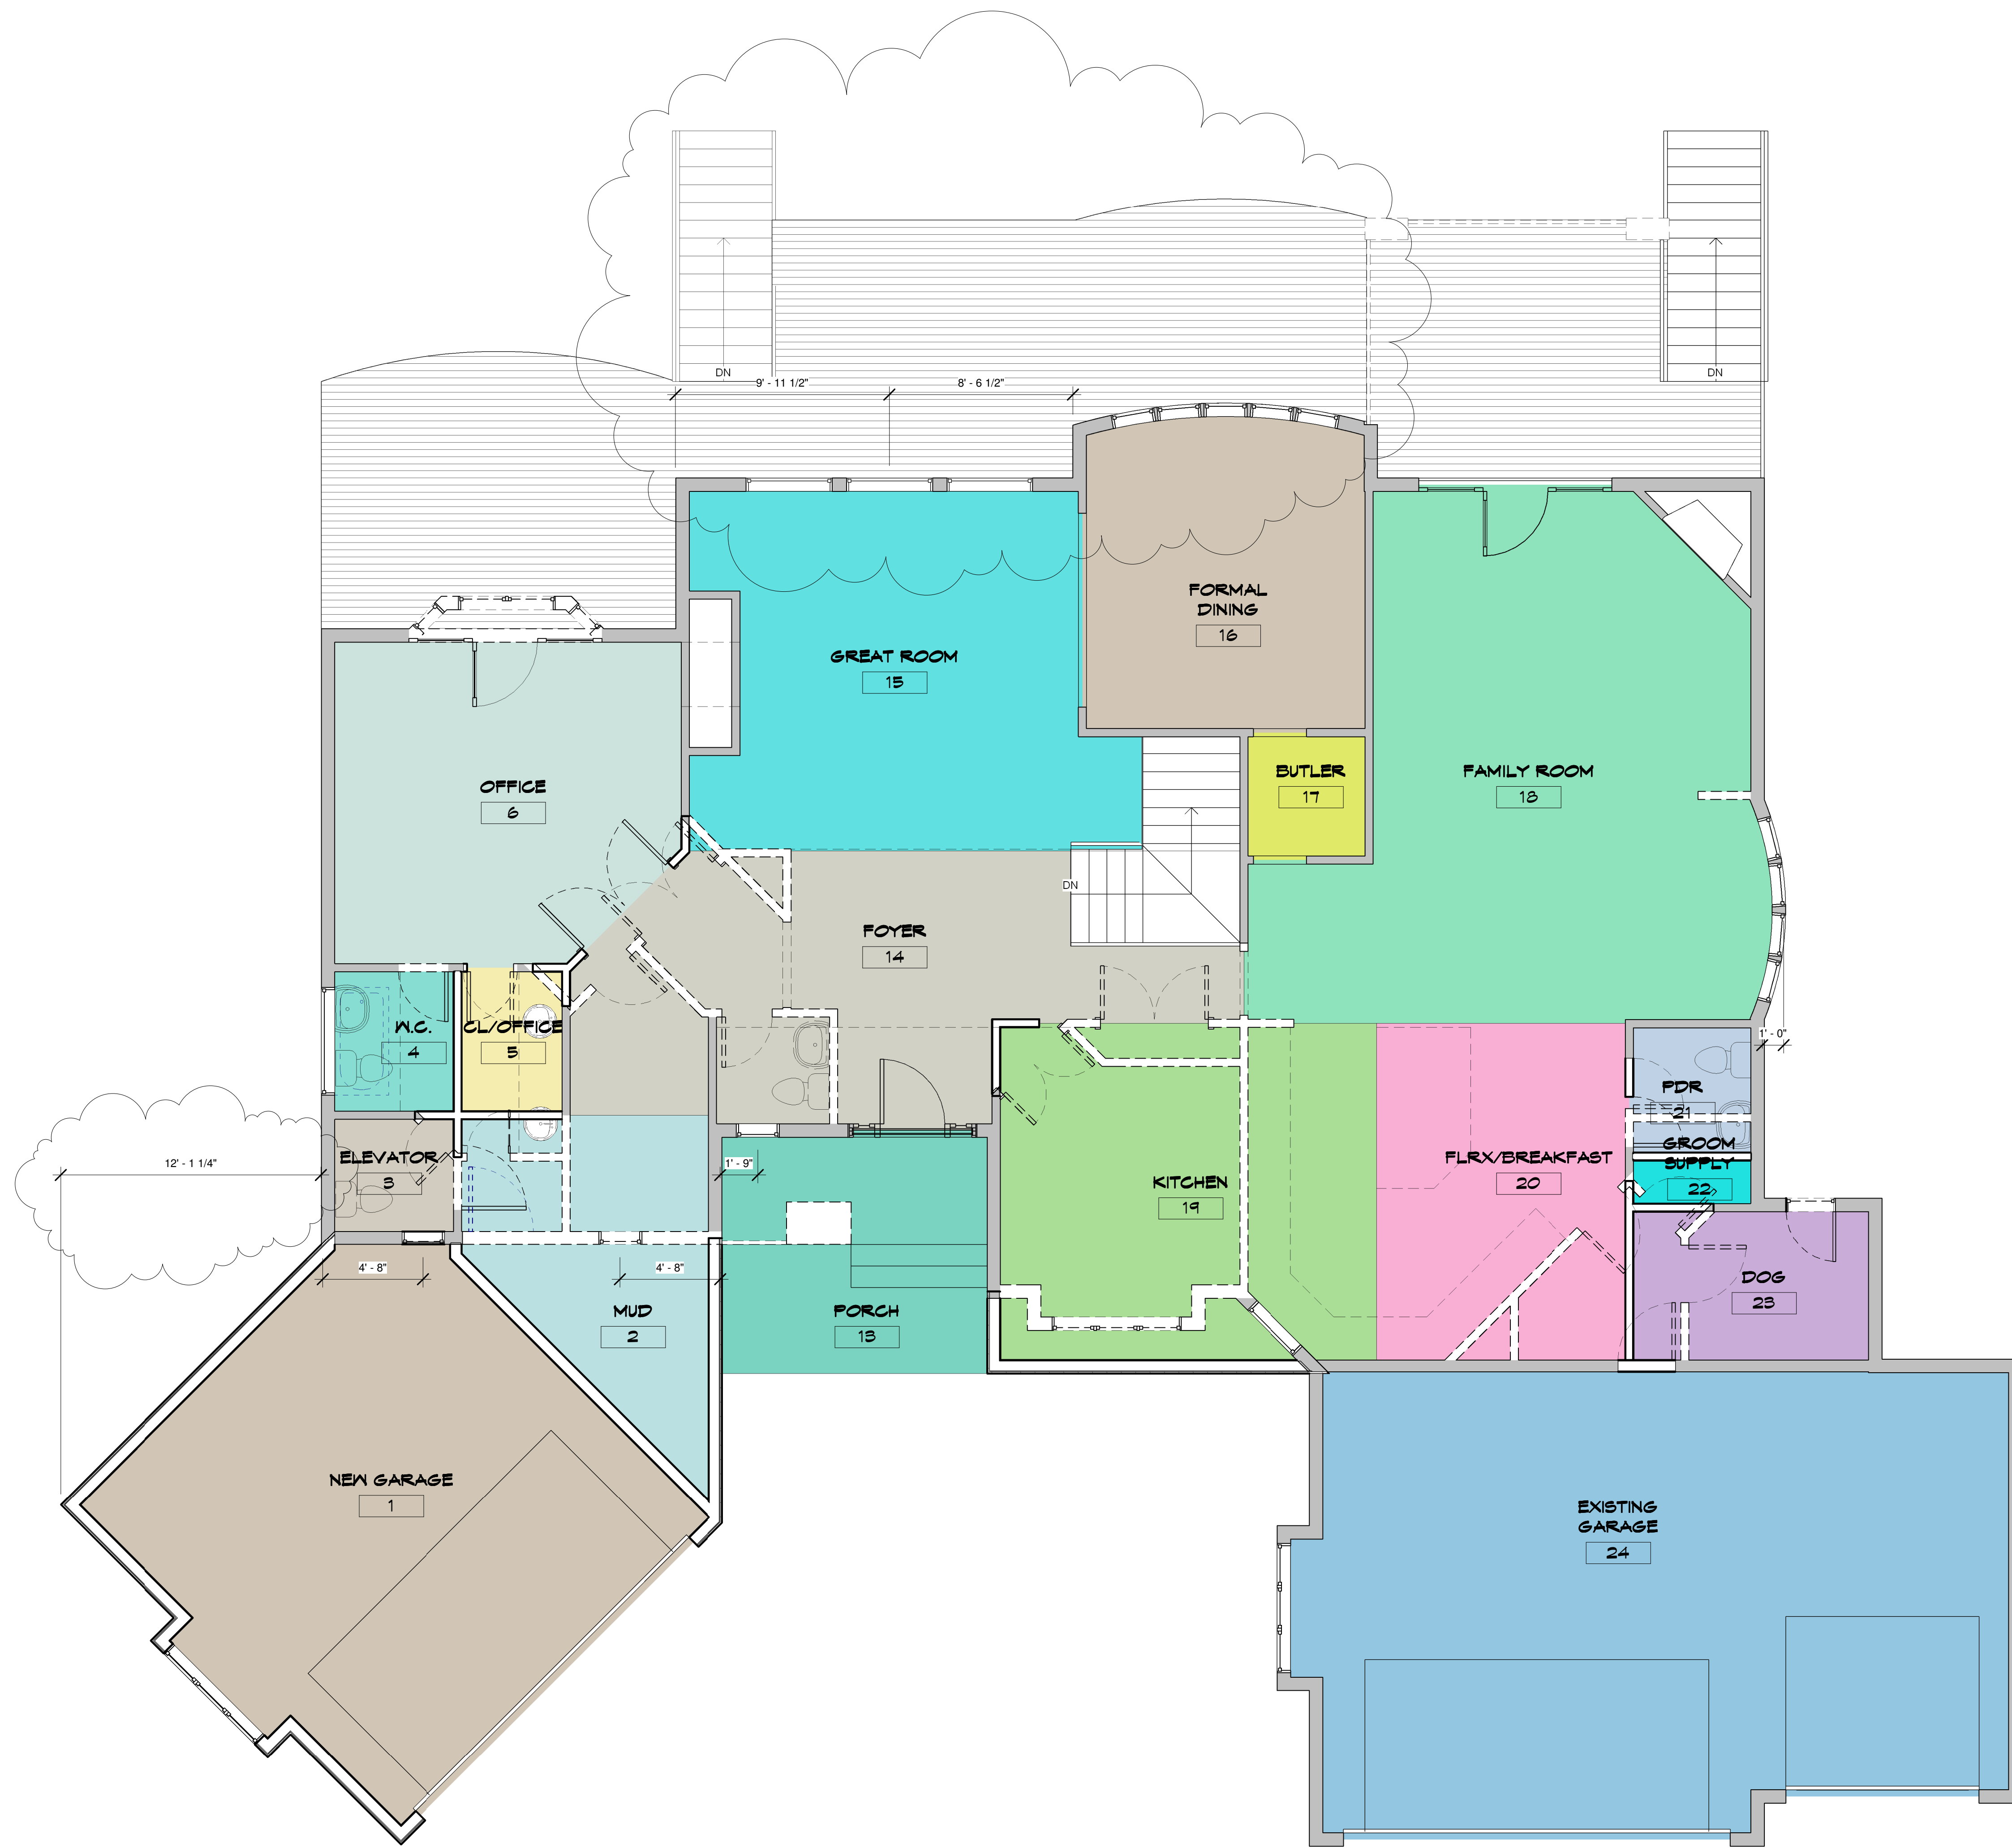 DN
DN
9' - 11 1/2"
8' - 6 1/2"
FORMAL
DINING
16
GREAT ROOM
15
OFFICE
6
BUTLER
17
FAMILY ROOM
18
DN
FOYER
14
W.C.
4
CL/OFFICE
5
1' - 0"
PDR
21
12' - 1 1/4"
ELEVATOR
3
1' - 9"
KITCHEN
19
FLRX/BREAKFAST
20
GROOM
SUPPLY
22
4' - 8"
4' - 8"
MUD
2
PORCH
13
DOG
23
NEW GARAGE
1
EXISTING
GARAGE
24